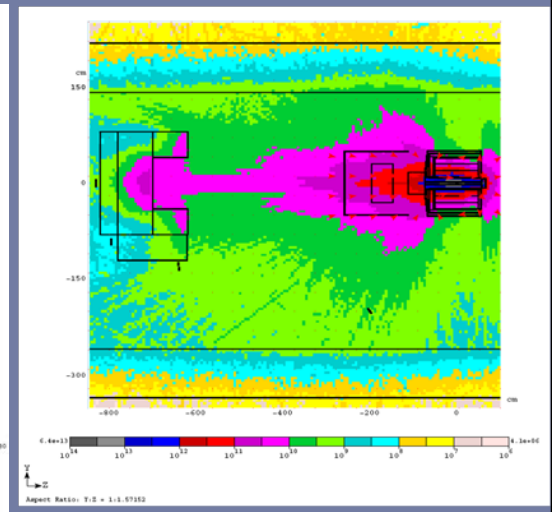 cm
150
0
-150
-300
-800 -600 -400 -200 0 cm
6.4e+13 4.1e+06
10^14 10^13 10^12 10^11 10^10 10^9 10^8 10^7 10^6
Y
Z
Aspect Ratio: Y:Z = 1:1.57152